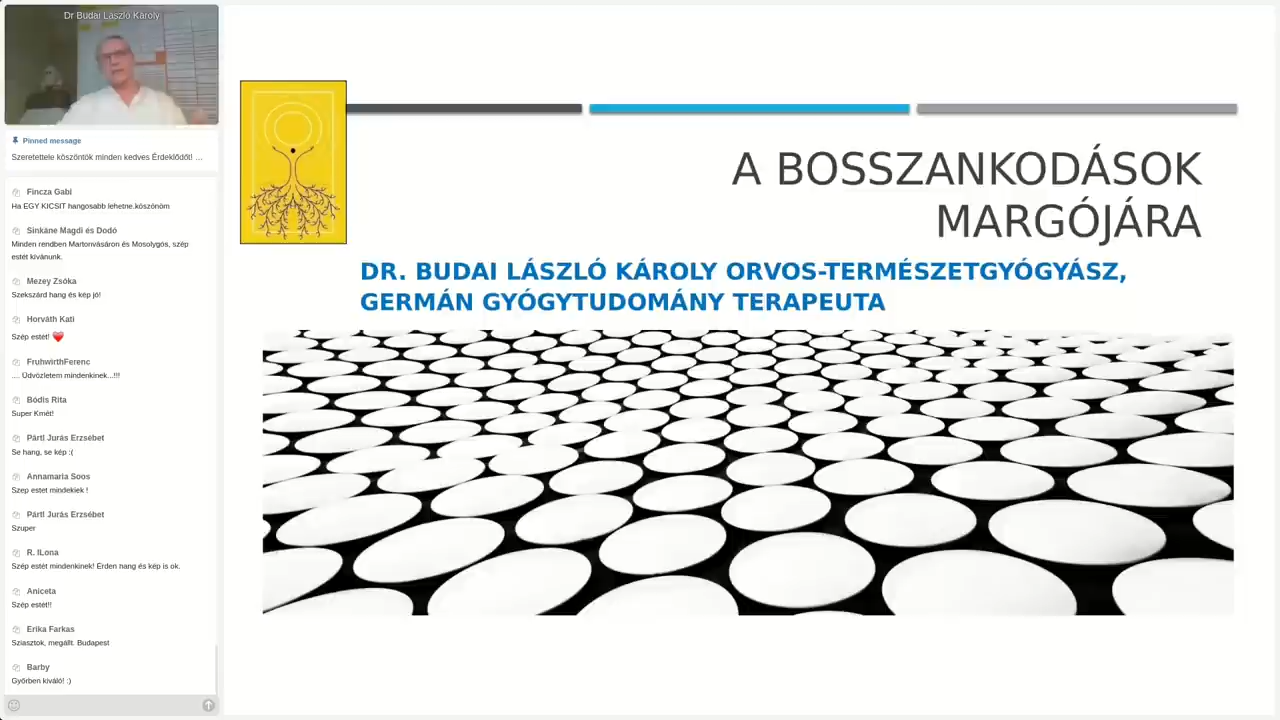 Dr Budai László Károly
Pinned message
Szeretettele köszöntök minden kedves Érdeklődőt! …
Fincza Gabi
Ha EGY KICSIT hangosabb lehetne.köszönöm
Sinkáne Magdi és Dodó
Minden rendben Martonvásáron és Mosolygós, szép
estét kívánunk.
Mezey Zsóka
Szekszárd hang és kép jó!
Horváth Kati
Szép estét! ❤️
FruhwirthFerenc
.... Üdvözletem mindenkinek...!!!
Bódis Rita
Super Kmét!
Pártl Jurás Erzsébet
Se hang, se kép :(
Annamaria Soos
Szep estet mindekiek !
Pártl Jurás Erzsébet
Szuper
R. ILona
Szép estét mindenkinek! Érden hang és kép is ok.
Aniceta
Szép estét!!
Erika Farkas
Sziasztok, megállt. Budapest
Barby
Győrben kiváló! :)
A BOSSZANKODÁSOK
MARGÓJÁRA
DR. BUDAI LÁSZLÓ KÁROLY ORVOS-TERMÉSZETGYÓGYÁSZ,
GERMÁN GYÓGYTUDOMÁNY TERAPEUTA